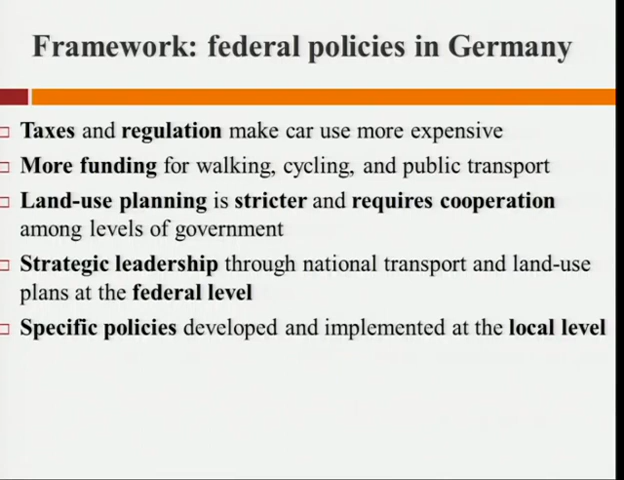 Framework: federal policies in Germany
Taxes and regulation make car use more expensive
More funding for walking, cycling, and public transport
Land-use planning is stricter and requires cooperation
among levels of government
Strategic leadership through national transport and land-use
plans at the federal level
Specific policies developed and implemented at the local level